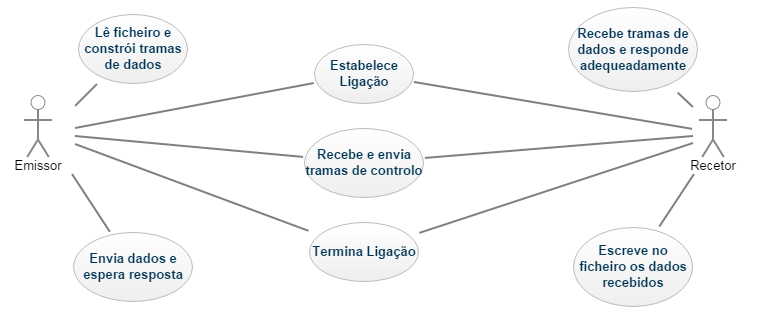 Lê ficheiro e
constrói tramas
de dados
Recebe tramas de
dados e responde
adequeadamente
Estabelece
Ligação
Emissor
Recebe e envia
tramas de controlo
Recetor
Envia dados e
espera resposta
Termina Ligação
Escreve no
ficheiro os dados
recebidos